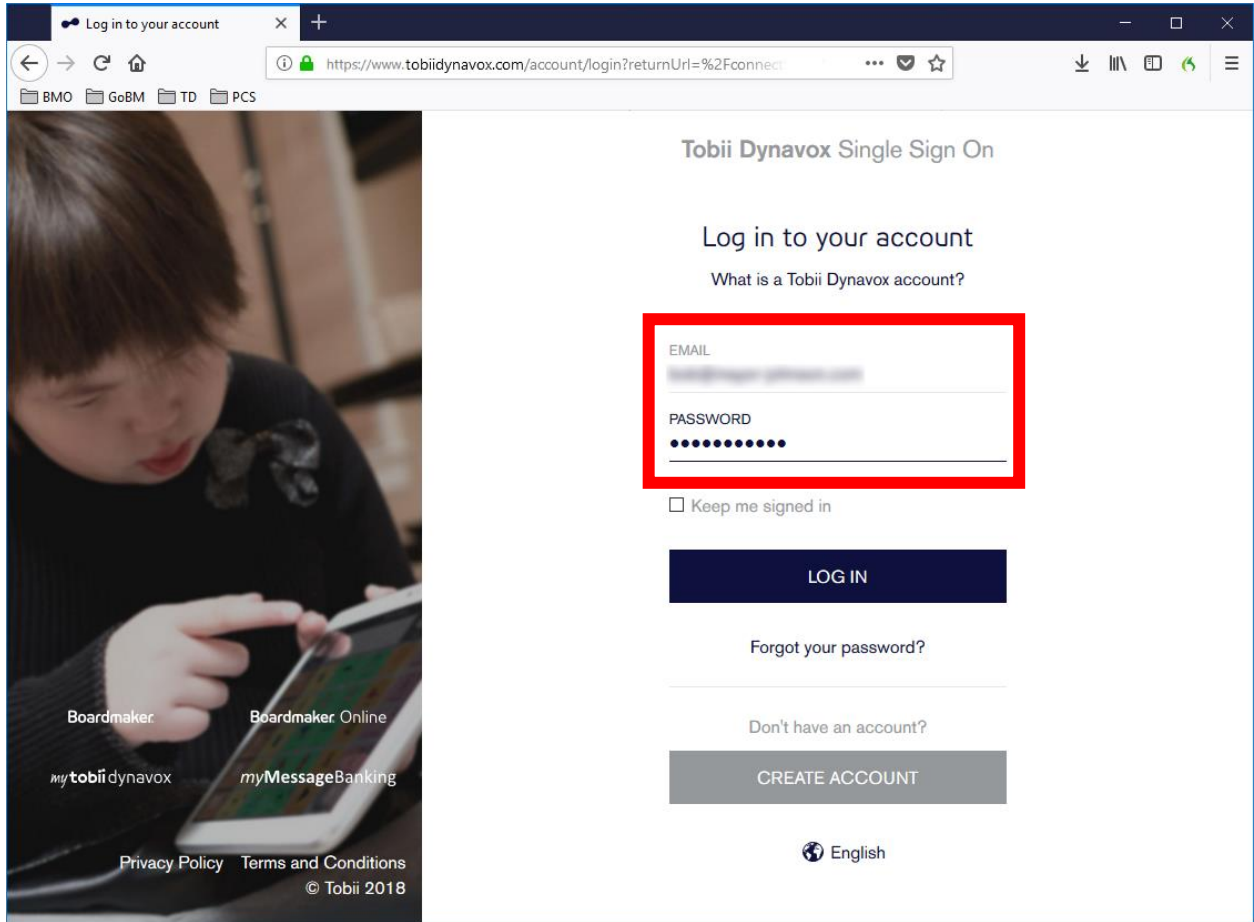 Log in to your account
https://www.tobiidynavox.com/account/login?returnUrl=%2Fconnect
BMO GoBM TD PCS
Tobii Dynavox Single Sign On
Log in to your account
What is a Tobii Dynavox account?
EMAIL
PASSWORD
•••••••••••
Keep me signed in
LOG IN
Forgot your password?
Don't have an account?
CREATE ACCOUNT
English
Boardmaker. Boardmaker. Online
my tobii dynavox myMessageBanking
Privacy Policy Terms and Conditions
© Tobii 2018